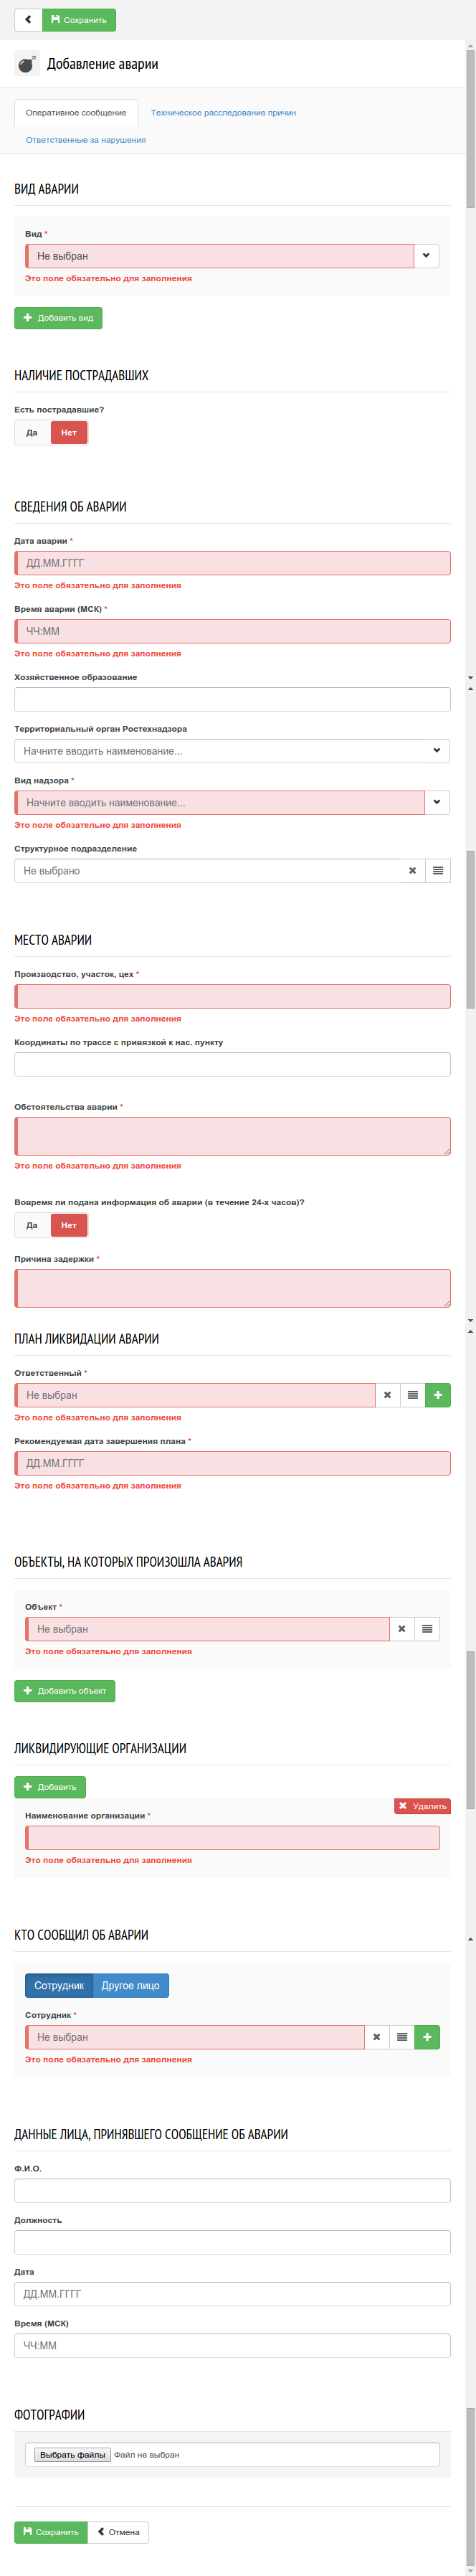 Сохранить
Добавление аварии
Оперативное сообщение
Техническое расследование причин
Ответственные за нарушения
ВИД АВАРИИ
Вид *
Не выбран
Это поле обязательно для заполнения
Добавить вид
НАЛИЧИЕ ПОСТРАДАВШИХ
Есть пострадавшие?
Да Нет
СВЕДЕНИЯ ОБ АВАРИИ
Дата аварии *
ДД.ММ.ГГГГ
Это поле обязательно для заполнения
Время аварии (МСК) *
ЧЧ:ММ
Это поле обязательно для заполнения
Хозяйственное образование
Территориальный орган Ростехнадзора
Начните вводить наименование...
Вид надзора *
Начните вводить наименование...
Это поле обязательно для заполнения
Структурное подразделение
Не выбрано
МЕСТО АВАРИИ
Производство, участок, цех *
Это поле обязательно для заполнения
Координаты по трассе с привязкой к нас. пункту
Обстоятельства аварии *
Это поле обязательно для заполнения
Вовремя ли подана информация об аварии (в течение 24-х часов)?
Да Нет
Причина задержки *
ПЛАН ЛИКВИДАЦИИ АВАРИИ
Ответственный *
Не выбран
Это поле обязательно для заполнения
Рекомендуемая дата завершения плана *
ДД.ММ.ГГГГ
Это поле обязательно для заполнения
ОБЪЕКТЫ, НА КОТОРЫХ ПРОИЗОШЛА АВАРИЯ
Объект *
Не выбран
Это поле обязательно для заполнения
Добавить объект
ЛИКВИДИРУЮЩИЕ ОРГАНИЗАЦИИ
Добавить
Удалить
Наименование организации *
Это поле обязательно для заполнения
КТО СООБЩИЛ ОБ АВАРИИ
Сотрудник Другое лицо
Сотрудник *
Не выбран
Это поле обязательно для заполнения
ДАННЫЕ ЛИЦА, ПРИНЯВШЕГО СООБЩЕНИЕ ОБ АВАРИИ
Ф.И.О.
Должность
Дата
ДД.ММ.ГГГГ
Время (МСК)
ЧЧ:ММ
ФОТОГРАФИИ
Выбрать файлы Файл не выбран
Сохранить Отмена